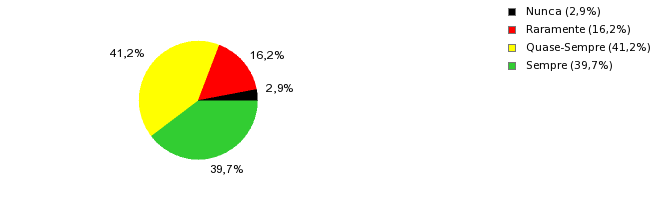 Nunca (2,9%)
Raramente (16,2%)
Quase-Sempre (41,2%)
Sempre (39,7%)
41,2%
16,2%
2,9%
39,7%